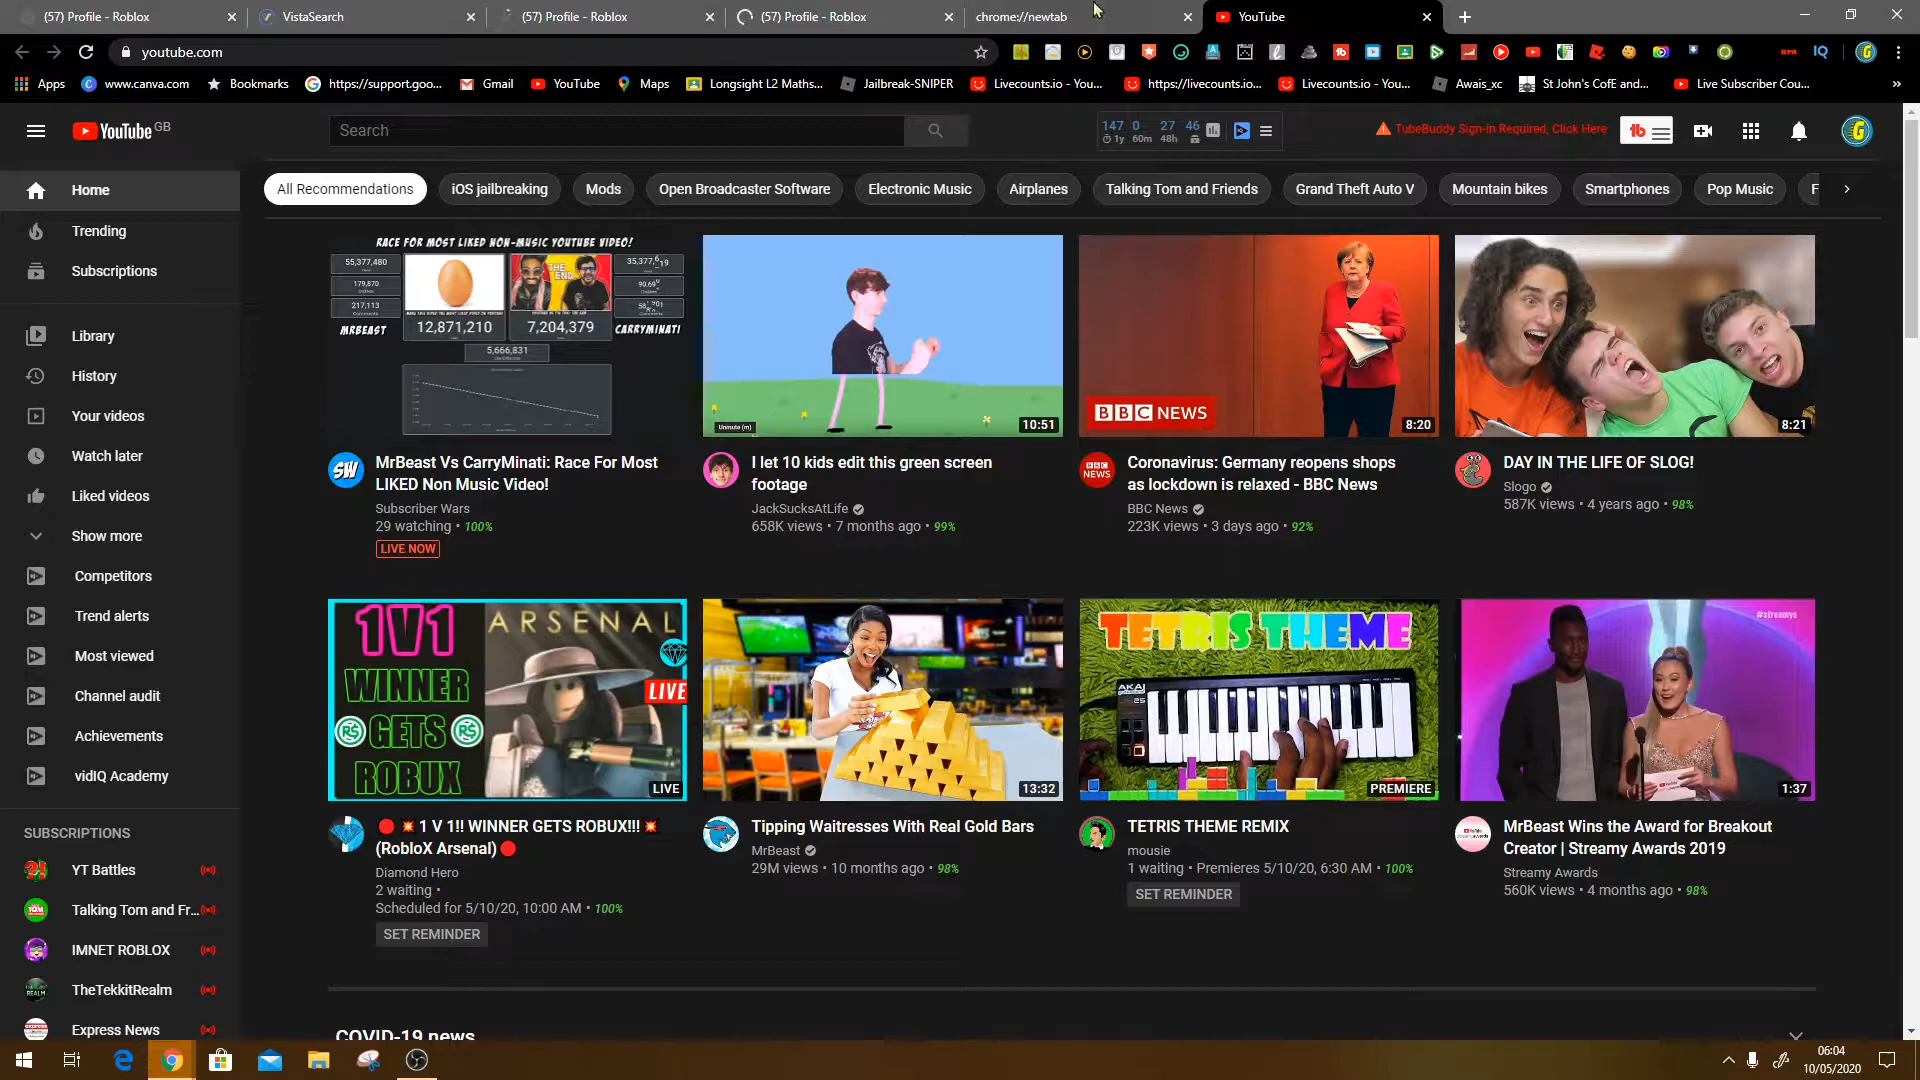 (57) Profile - Roblox
VistaSearch
(57) Profile - Roblox
(57) Profile - Roblox
chrome://newtab
YouTube
youtube.com
Apps
www.canva.com
Bookmarks
https://support.goo...
Gmail
YouTube
Maps
Longsight L2 Maths...
Jailbreak-SNIPER
Livecounts.io - You...
https://livecounts.io...
Livecounts.io - You...
Awais_xc
St John's CofE and...
Live Subscriber Cou...
YouTube GB
Search
147 0 27 46
1y 60m 48h
TubeBuddy Sign-In Required, Click Here
All Recommendations
iOS jailbreaking
Mods
Open Broadcaster Software
Electronic Music
Airplanes
Talking Tom and Friends
Grand Theft Auto V
Mountain bikes
Smartphones
Pop Music
F
Home
Trending
Subscriptions
Library
History
Your videos
Watch later
Liked videos
Show more
Competitors
Trend alerts
Most viewed
Channel audit
Achievements
vidIQ Academy
SUBSCRIPTIONS
YT Battles
Talking Tom and Fr...
IMNET ROBLOX
TheTekkitRealm
Express News
RACE FOR MOST LIKED NON-MUSIC YOUTUBE VIDEO!
55,377,480
179,870
217,113
MRBEAST
12,871,210
THE END
7,204,379
CARRYMINATI
5,666,831
MrBeast Vs CarryMinati: Race For Most
LIKED Non Music Video!
Subscriber Wars
29 watching • 100%
LIVE NOW
Unmute (m)
10:51
I let 10 kids edit this green screen
footage
JackSucksAtLife
658K views • 7 months ago • 99%
BBC NEWS
8:20
Coronavirus: Germany reopens shops
as lockdown is relaxed - BBC News
BBC News
223K views • 3 days ago • 92%
8:21
DAY IN THE LIFE OF SLOG!
Slogo
587K views • 4 years ago • 98%
1V1
WINNER
GETS
ROBUX
ARSENAL
LIVE
LIVE
1 V 1!! WINNER GETS ROBUX!!!
(RobloX Arsenal)
Diamond Hero
2 waiting •
Scheduled for 5/10/20, 10:00 AM • 100%
SET REMINDER
13:32
Tipping Waitresses With Real Gold Bars
MrBeast
29M views • 10 months ago • 98%
TETRIS THEME
AKAI
PREMIERE
TETRIS THEME REMIX
mousie
1 waiting • Premieres 5/10/20, 6:30 AM • 100%
SET REMINDER
#streamys
1:37
MrBeast Wins the Award for Breakout
Creator | Streamy Awards 2019
Streamy Awards
560K views • 4 months ago • 98%
COVID-19 news
06:04
10/05/2020